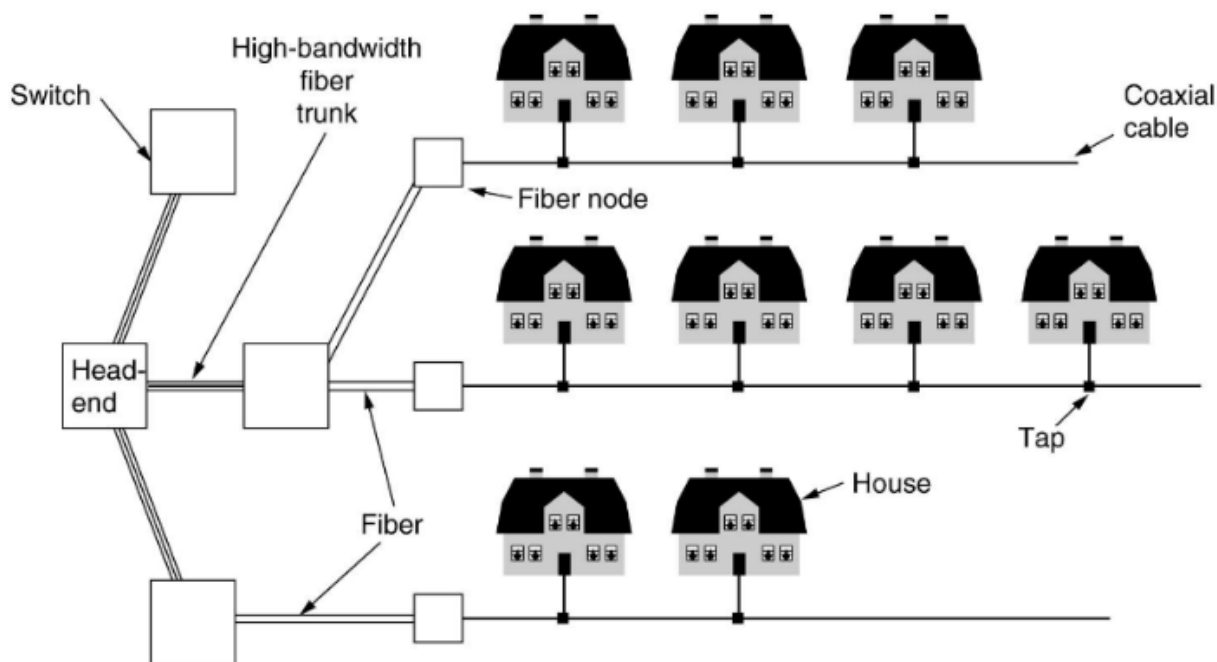 High-bandwidth
fiber
trunk
Switch
Coaxial
cable
Fiber node
Head-
end
Tap
House
Fiber